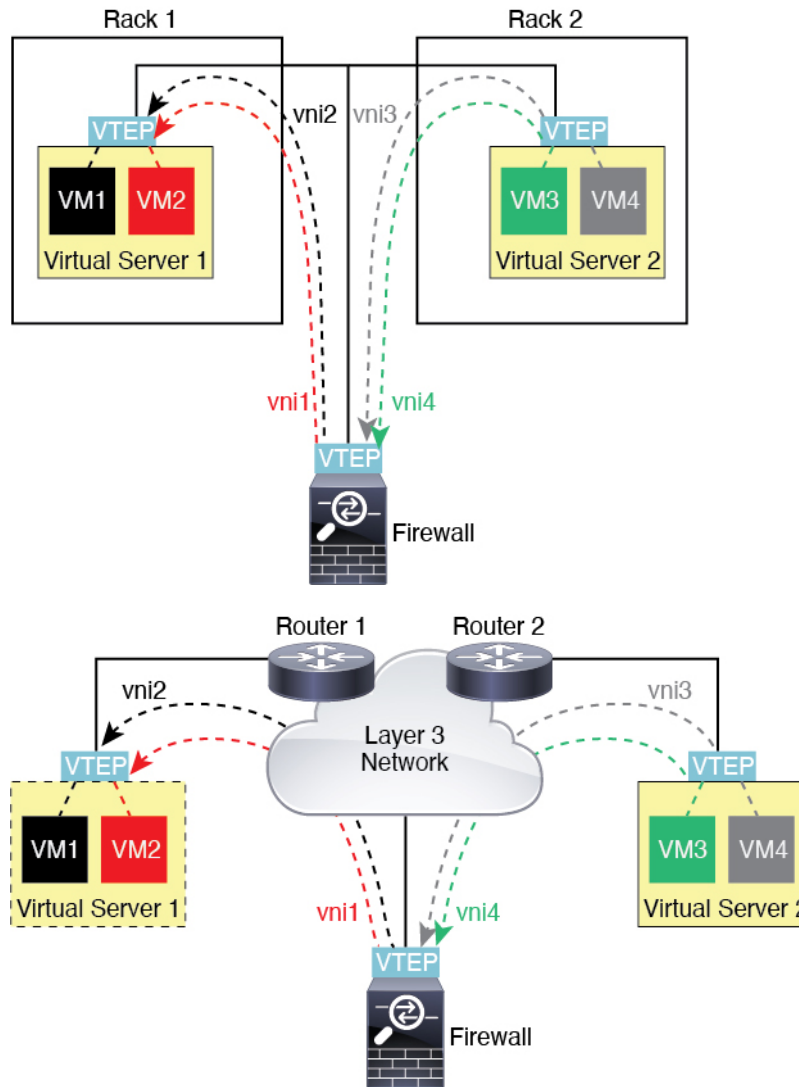 Rack 1
Rack 2
vni2
vni3
VTEP
VTEP
VM1
VM2
VM3
VM4
Virtual Server 1
Virtual Server 2
vni1
vni4
VTEP
Firewall
Router 1
Router 2
vni2
vni3
Layer 3
Network
VTEP
VTEP
VM1
VM2
VM3
VM4
Virtual Server 1
Virtual Server 2
vni1
vni4
VTEP
Firewall